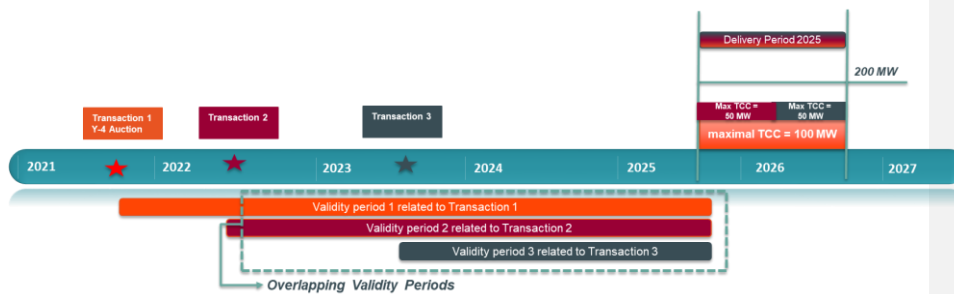 Delivery Period 2025
200 MW
Transaction 1
Y-4 Auction
Transaction 2
Transaction 3
Max TCC =
50 MW
Max TCC =
50 MW
maximal TCC = 100 MW
2021
2022
2023
2024
2025
2026
2027
Validity period 1 related to Transaction 1
Validity period 2 related to Transaction 2
Validity period 3 related to Transaction 3
Overlapping Validity Periods